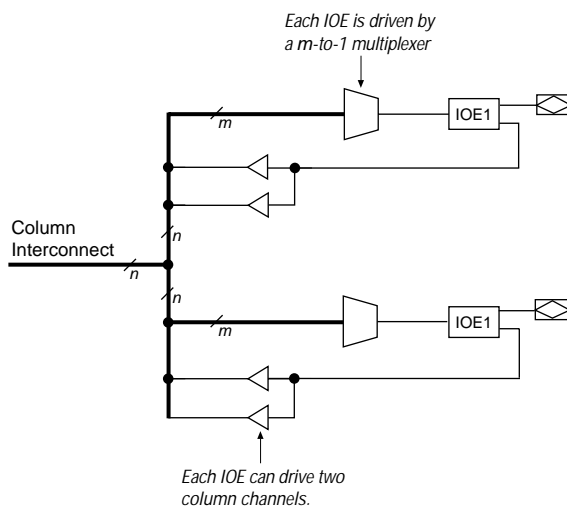 Each IOE is driven by
a m-to-1 multiplexer
m
IOE1
Column
Interconnect
n
n
n
m
IOE1
Each IOE can drive two
column channels.